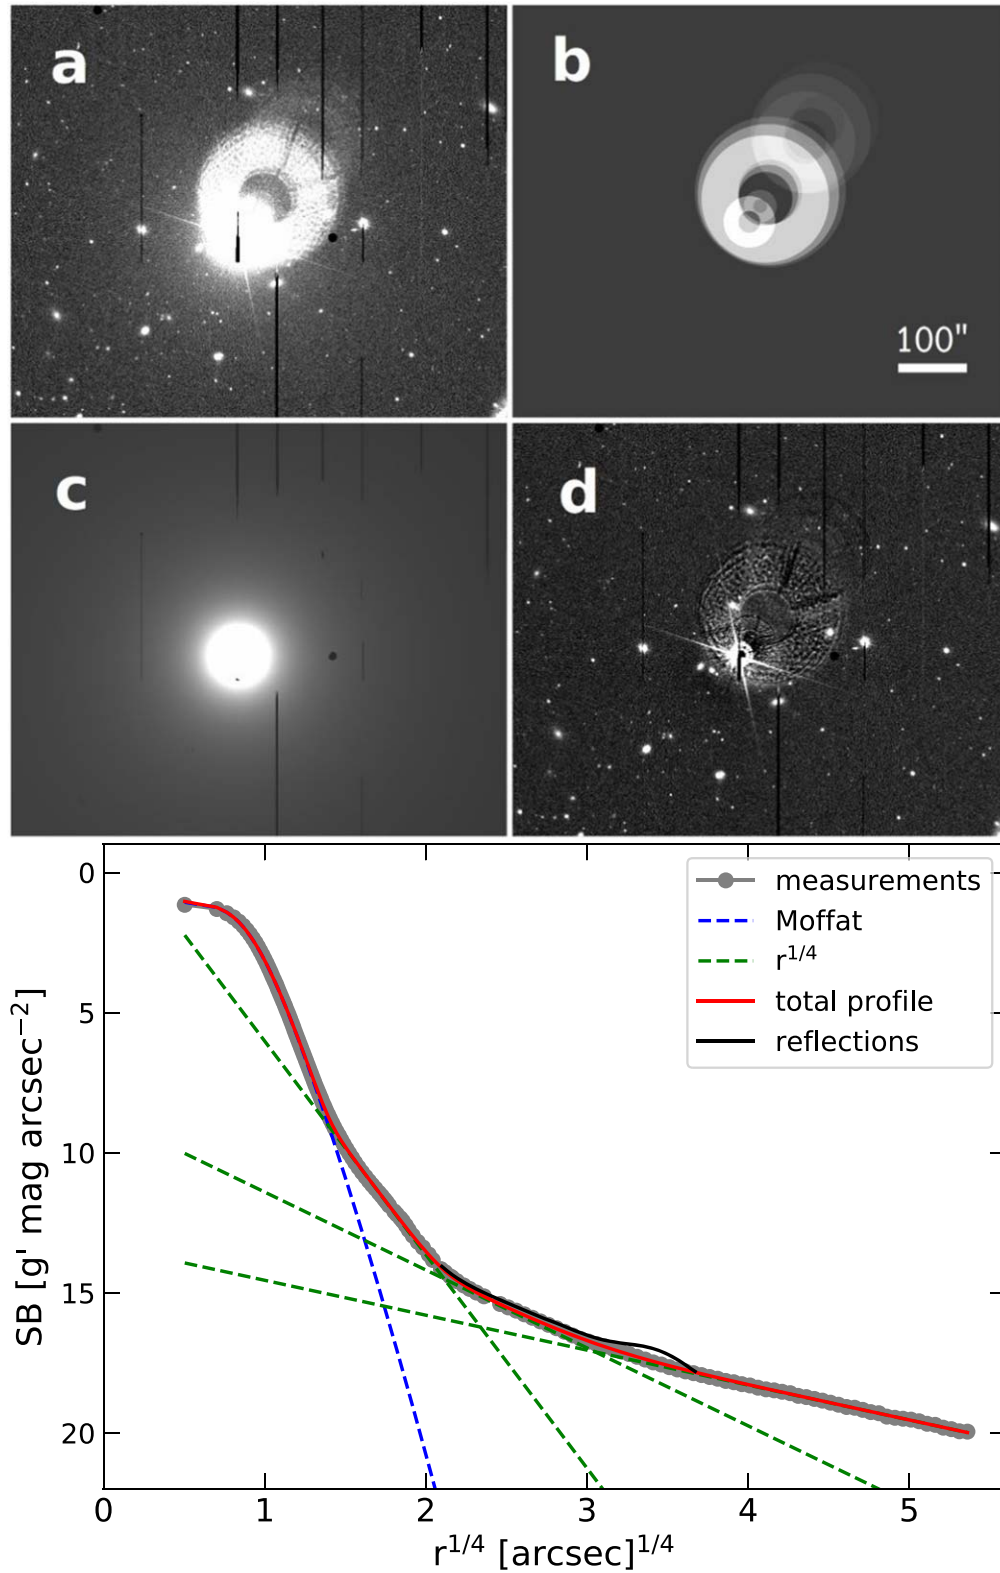 a
b
100"
c
d
0
5
10
15
20
SB [g' mag arcsec⁻²]
measurements
Moffat
r^{1/4}
total profile
reflections
0 1 2 3 4 5
r^{1/4} [arcsec]^{1/4}